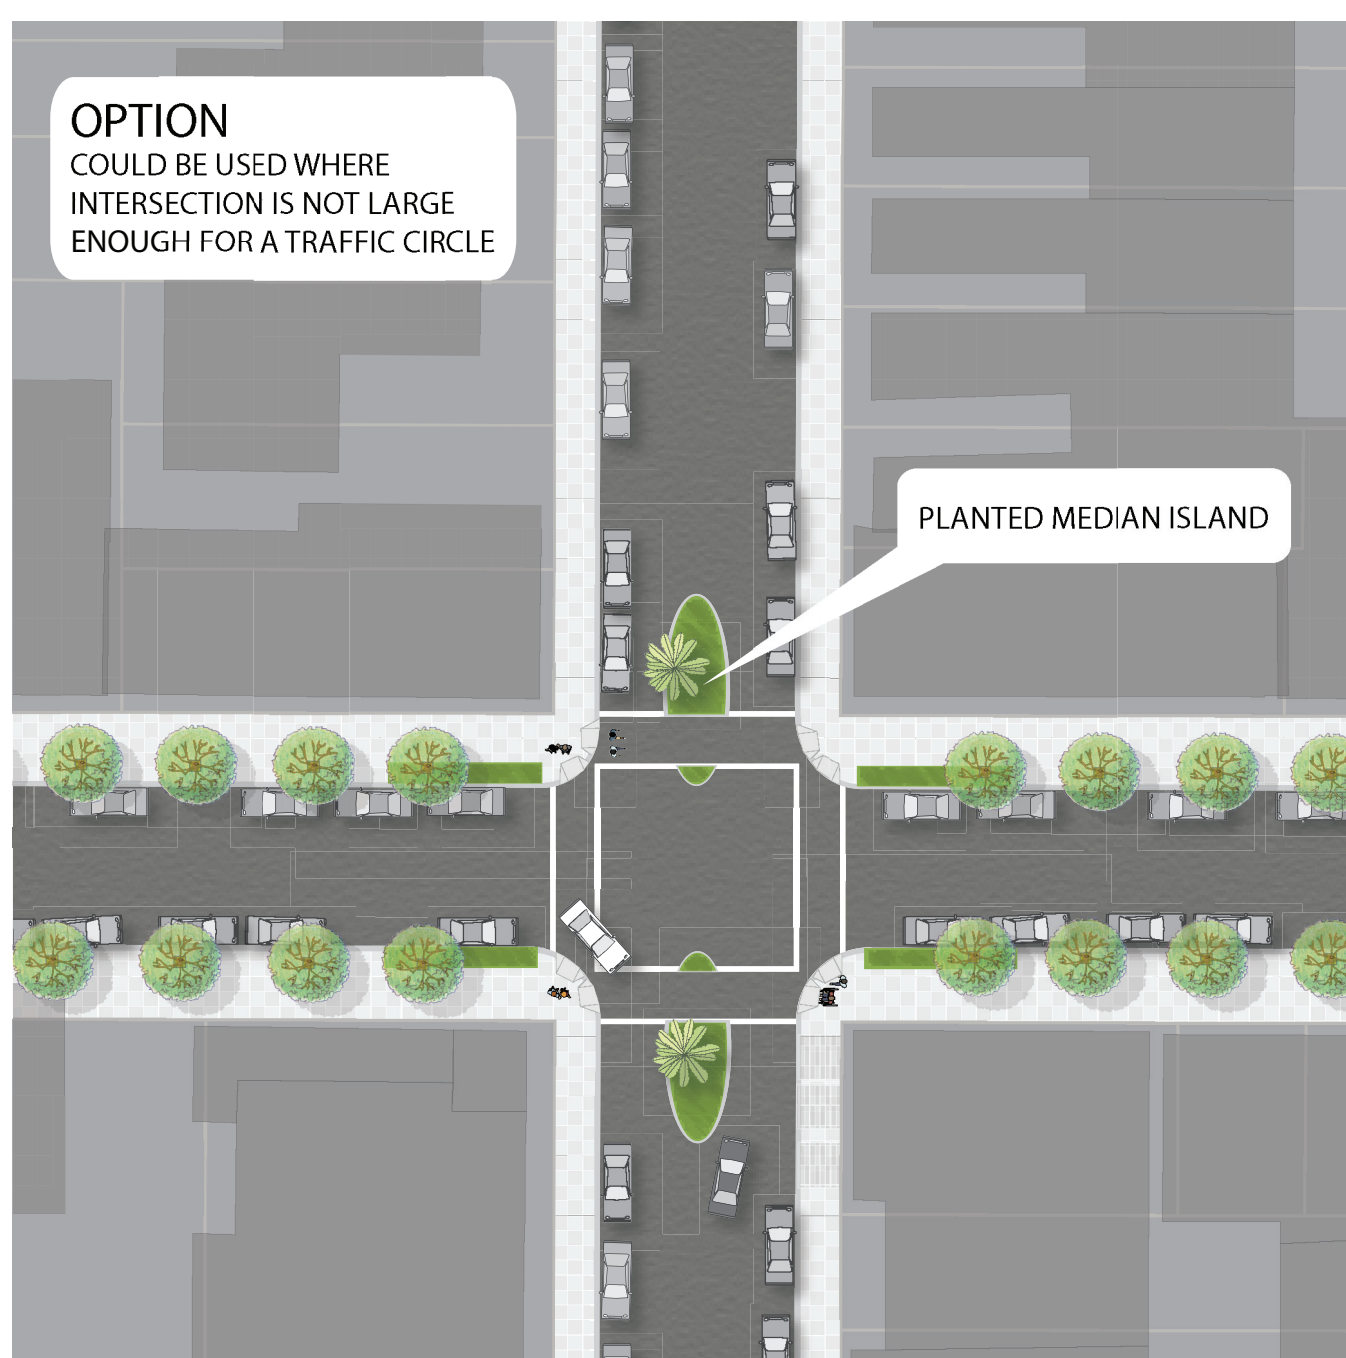 OPTION
COULD BE USED WHERE
INTERSECTION IS NOT LARGE
ENOUGH FOR A TRAFFIC CIRCLE
PLANTED MEDIAN ISLAND